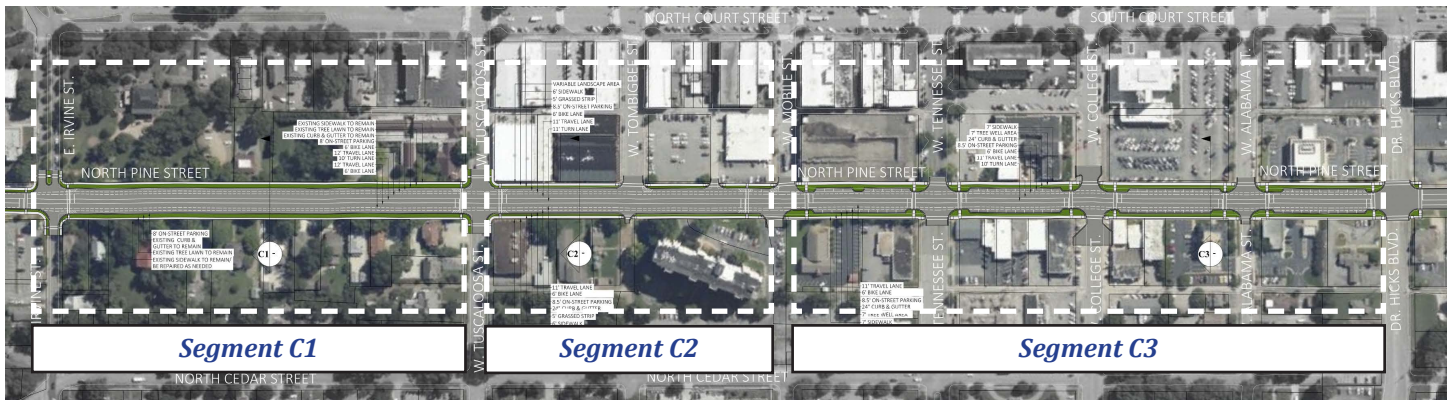 NORTH COURT STREET
SOUTH COURT STREET
E. IRVINE ST.
W. TUSCALOOSA ST.
W. TOMBIGBEE ST.
W. MOBILE ST.
W. TENNESSEE ST.
W. COLLEGE ST.
W. ALABAMA ST.
DR. HICKS BLVD.
EXISTING SIDEWALK TO REMAIN
EXISTING TREE LAWN TO REMAIN
EXISTING CURB & GUTTER TO REMAIN
8' ON-STREET PARKING
6' BIKE LANE
12' TRAVEL LANE
10' TURN LANE
12' TRAVEL LANE
6' BIKE LANE
VARIABLE LANDSCAPE AREA
6' SIDEWALK
5' GRASSED STRIP
8.5' ON-STREET PARKING
6' BIKE LANE
11' TRAVEL LANE
11' TURN LANE
7' SIDEWALK
7' TREE WELL AREA
24" CURB & GUTTER
8.5' ON-STREET PARKING
6' BIKE LANE
11' TRAVEL LANE
10' TURN LANE
NORTH PINE STREET
NORTH PINE STREET
NORTH PINE STREET
8' ON-STREET PARKING
EXISTING CURB &
GUTTER TO REMAIN
EXISTING TREE LAWN TO REMAIN
EXISTING SIDEWALK TO REMAIN/
BE REPAIRED AS NEEDED
C1 -
C2 -
C3 -
11' TRAVEL LANE
6' BIKE LANE
8.5' ON-STREET PARKING
24" CURB & GUTTER
5' GRASSED STRIP
6' SIDEWALK
11' TRAVEL LANE
6' BIKE LANE
8.5' ON-STREET PARKING
24" CURB & GUTTER
7' TREE WELL AREA
7' SIDEWALK
W. TUSCALOOSA ST.
TENNESSEE ST.
COLLEGE ST.
ALABAMA ST.
DR. HICKS BLVD.
Segment C1
Segment C2
Segment C3
NORTH CEDAR STREET
NORTH CEDAR STREET